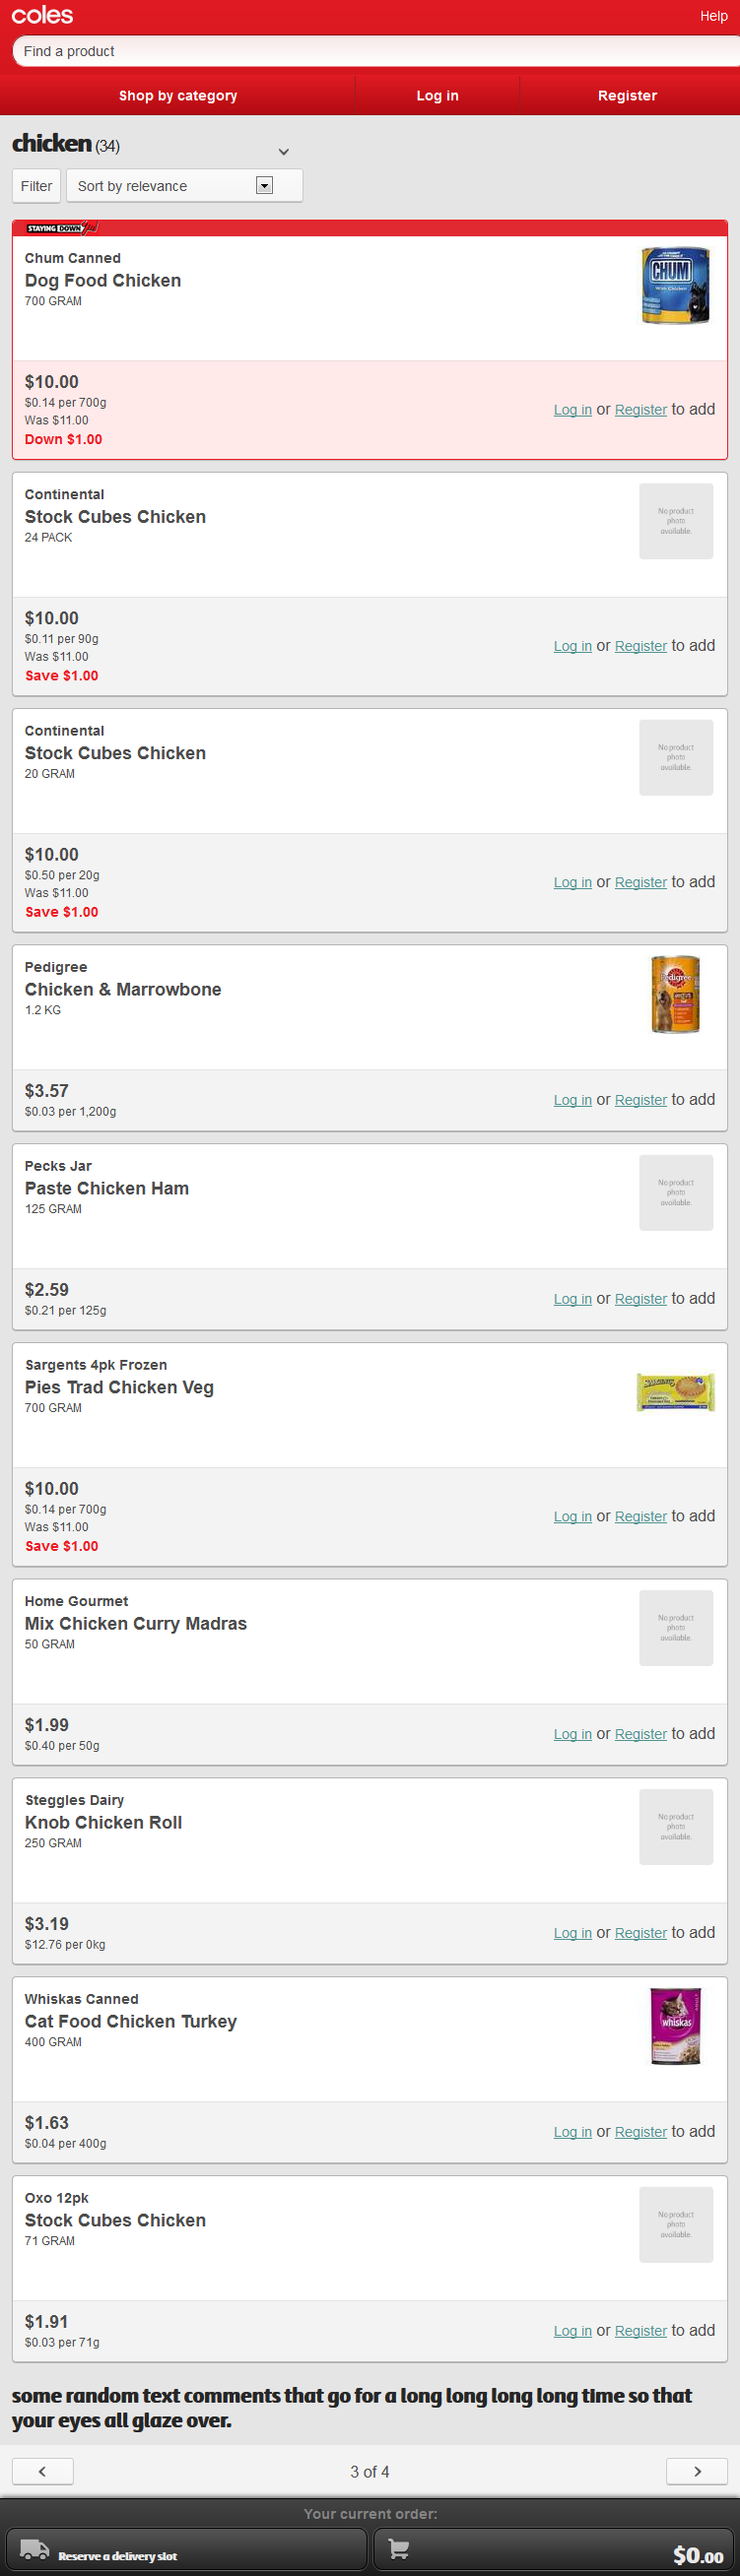 coles
Help
Find a product
Shop by category
Log in
Register
chicken (34)
Filter
Sort by relevance
STAYING DOWN
Chum Canned
Dog Food Chicken
700 GRAM
CHUM
With Chicken
$10.00
$0.14 per 700g
Was $11.00
Down $1.00
Log in or Register to add
Continental
Stock Cubes Chicken
24 PACK
No product
photo
available.
$10.00
$0.11 per 90g
Was $11.00
Save $1.00
Log in or Register to add
Continental
Stock Cubes Chicken
20 GRAM
No product
photo
available.
$10.00
$0.50 per 20g
Was $11.00
Save $1.00
Log in or Register to add
Pedigree
Chicken & Marrowbone
1.2 KG
Pedigree
$3.57
$0.03 per 1,200g
Log in or Register to add
Pecks Jar
Paste Chicken Ham
125 GRAM
No product
photo
available.
$2.59
$0.21 per 125g
Log in or Register to add
Sargents 4pk Frozen
Pies Trad Chicken Veg
700 GRAM
$10.00
$0.14 per 700g
Was $11.00
Save $1.00
Log in or Register to add
Home Gourmet
Mix Chicken Curry Madras
50 GRAM
No product
photo
available.
$1.99
$0.40 per 50g
Log in or Register to add
Steggles Dairy
Knob Chicken Roll
250 GRAM
No product
photo
available.
$3.19
$12.76 per 0kg
Log in or Register to add
Whiskas Canned
Cat Food Chicken Turkey
400 GRAM
whiskas
$1.63
$0.04 per 400g
Log in or Register to add
Oxo 12pk
Stock Cubes Chicken
71 GRAM
No product
photo
available.
$1.91
$0.03 per 71g
Log in or Register to add
some random text comments that go for a long long long long time so that
your eyes all glaze over.
3 of 4
Your current order:
Reserve a delivery slot
$0.00